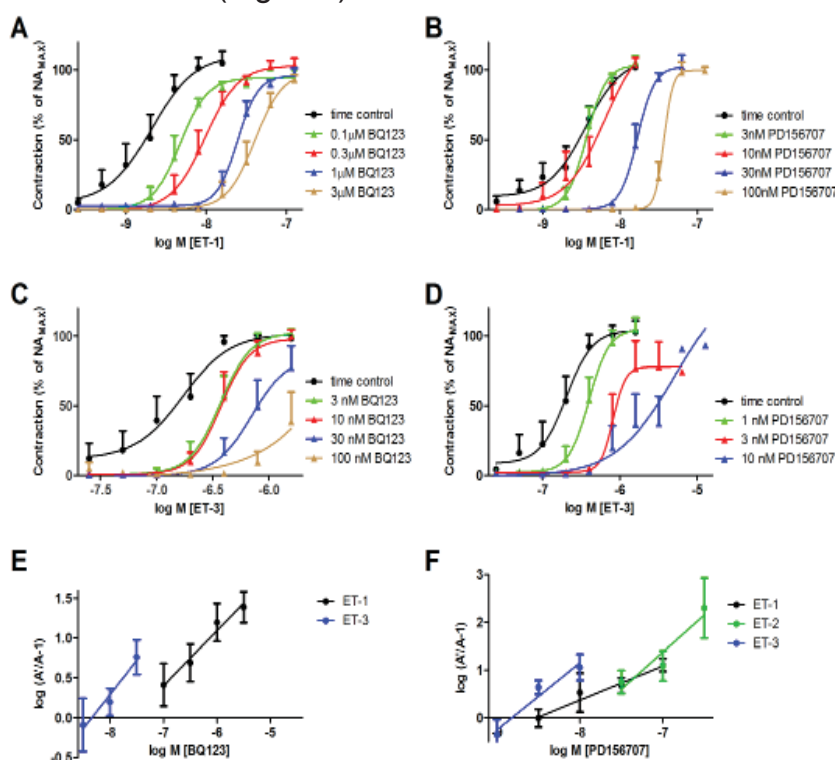 A
Contraction (% of NAMAX)
100
50
0
-9
-8
-7
log M [ET-1]
time control
0.1µM BQ123
0.3µM BQ123
1µM BQ123
3µM BQ123
B
Contraction (% of NAMAX)
100
50
0
-9
-8
-7
log M [ET-1]
time control
3nM PD156707
10nM PD156707
30nM PD156707
100nM PD156707
C
Contraction (% of NAMAX)
100
50
0
-7.5
-7.0
-6.5
-6.0
log M [ET-3]
time control
3 nM BQ123
10 nM BQ123
30 nM BQ123
100 nM BQ123
D
Contraction (% of NAMAX)
100
50
0
-7
-6
-5
log M [ET-3]
time control
1 nM PD156707
3 nM PD156707
10 nM PD156707
E
log (A'/A-1)
1.5
1.0
0.5
0.0
-0.5
-8
-7
-6
-5
log M [BQ123]
ET-1
ET-3
F
log (A'/A-1)
3
2
1
0
-8
-7
log M [PD156707]
ET-1
ET-2
ET-3